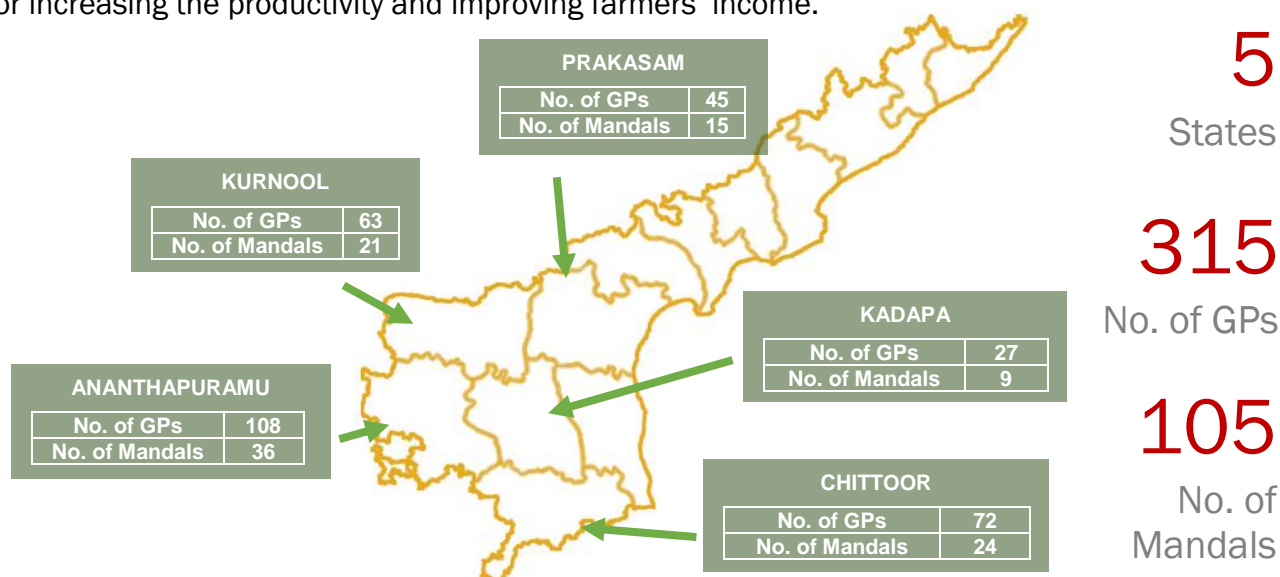 or increasing the productivity and improving farmers' income.
PRAKASAM
No. of GPs 45
No. of Mandals 15
KURNOOL
No. of GPs 63
No. of Mandals 21
KADAPA
No. of GPs 27
No. of Mandals 9
ANANTHAPURAMU
No. of GPs 108
No. of Mandals 36
CHITTOOR
No. of GPs 72
No. of Mandals 24
5
States
315
No. of GPs
105
No. of
Mandals